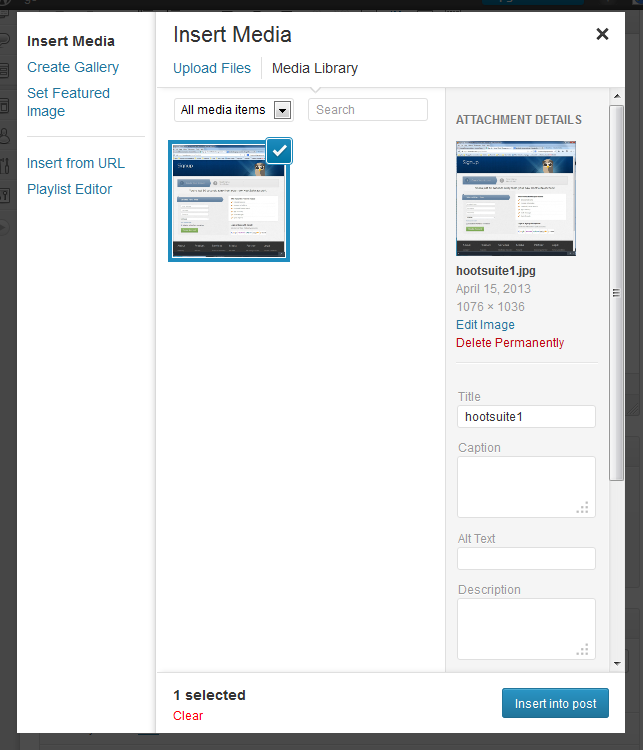 Insert Media
Create Gallery
Set Featured
Image
Insert from URL
Playlist Editor
Insert Media
Upload Files
Media Library
All media items
Search
Signup
ATTACHMENT DETAILS
Signup
hootsuite1.jpg
April 15, 2013
1076 × 1036
Edit Image
Delete Permanently
Title
hootsuite1
Caption
Alt Text
Description
1 selected
Clear
Insert into post